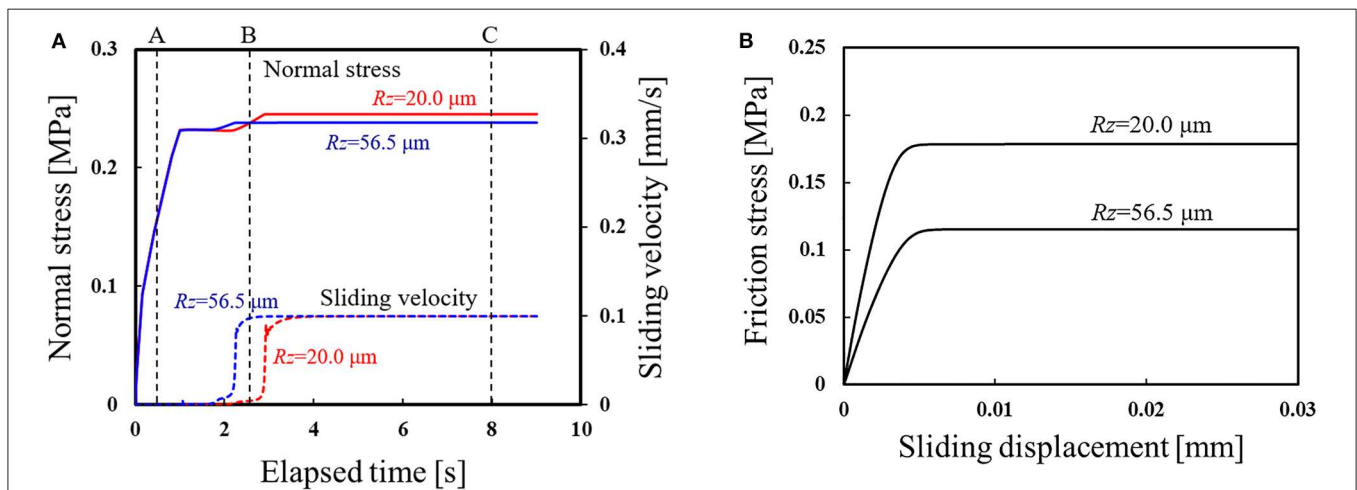 A
A
B
C
0.3
0.2
0.1
0
Normal stress [MPa]
0.4
0.3
0.2
0.1
0
Sliding velocity [mm/s]
Normal stress
Rz=20.0 μm
Rz=56.5 μm
Rz=56.5 μm
Sliding velocity
Rz=20.0 μm
0
2
4
6
8
10
Elapsed time [s]
B
0.25
0.2
0.15
0.1
0.05
0
Friction stress [MPa]
Rz=20.0 μm
Rz=56.5 μm
0
0.01
0.02
0.03
Sliding displacement [mm]